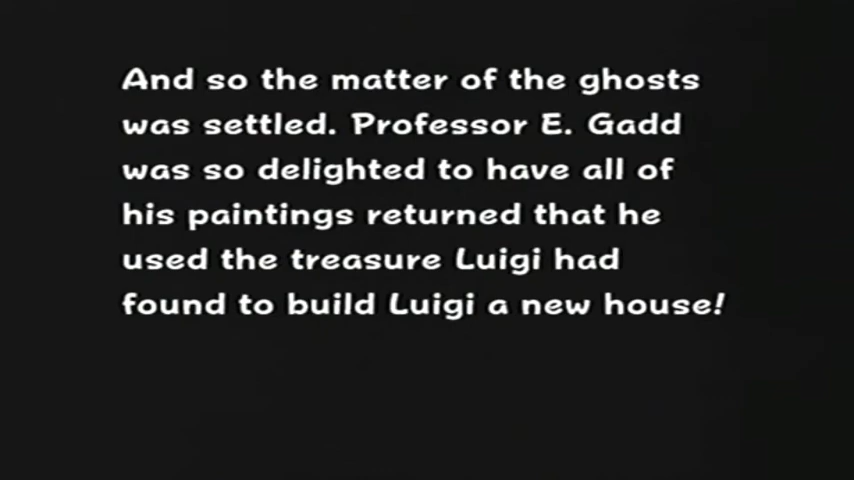 And so the matter of the ghosts
was settled. Professor E. Gadd
was so delighted to have all of
his paintings returned that he
used the treasure Luigi had
found to build Luigi a new house!